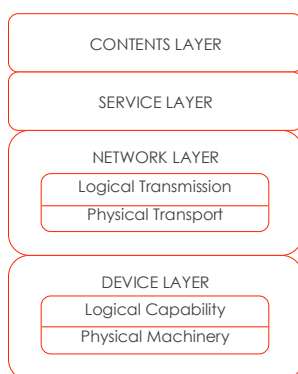 CONTENTS LAYER
SERVICE LAYER
NETWORK LAYER
Logical Transmission
Physical Transport
DEVICE LAYER
Logical Capability
Physical Machinery